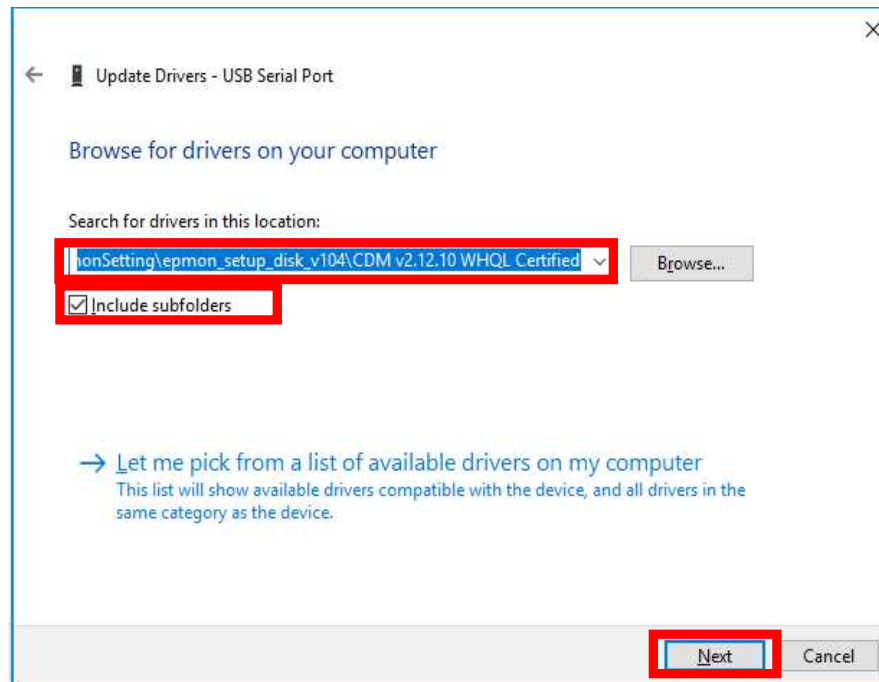 Update Drivers - USB Serial Port
Browse for drivers on your computer
Search for drivers in this location:
onSetting\epmon_setup_disk_v104\CDM v2.12.10 WHQL Certified
Browse...
Include subfolders
Let me pick from a list of available drivers on my computer
This list will show available drivers compatible with the device, and all drivers in the
same category as the device.
Next
Cancel